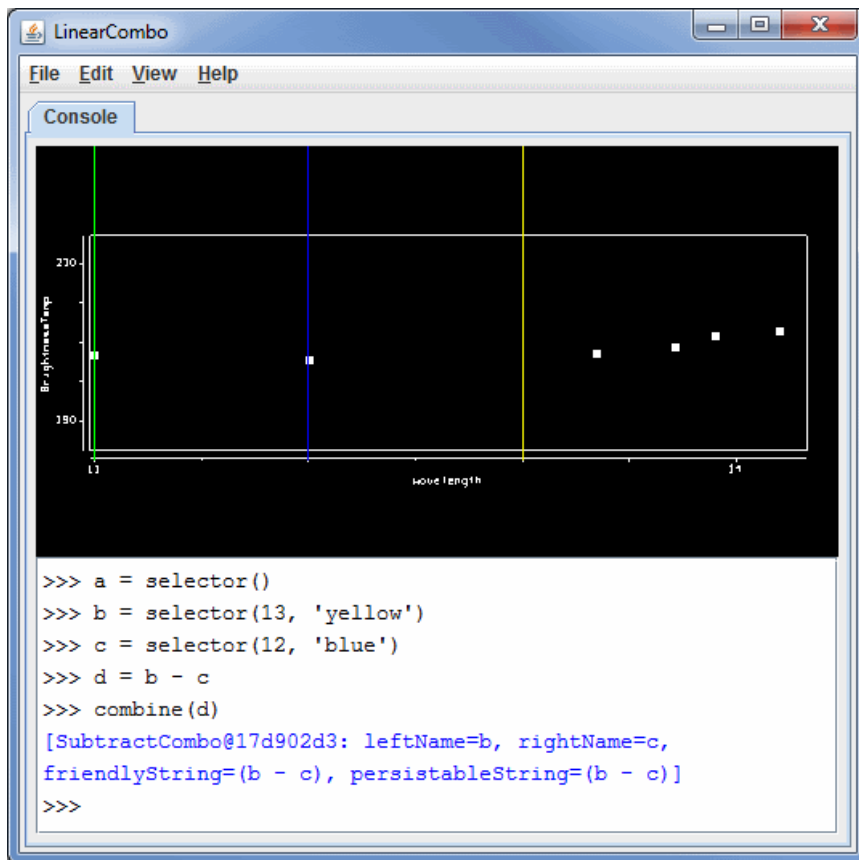 LinearCombo
File Edit View Help
Console
BrightnessTemp
190
11
14
Wavelength
>>> a = selector()
>>> b = selector(13, 'yellow')
>>> c = selector(12, 'blue')
>>> d = b - c
>>> combine(d)
[SubtractCombo@17d902d3: leftName=b, rightName=c,
friendlyString=(b - c), persistableString=(b - c)]
>>>